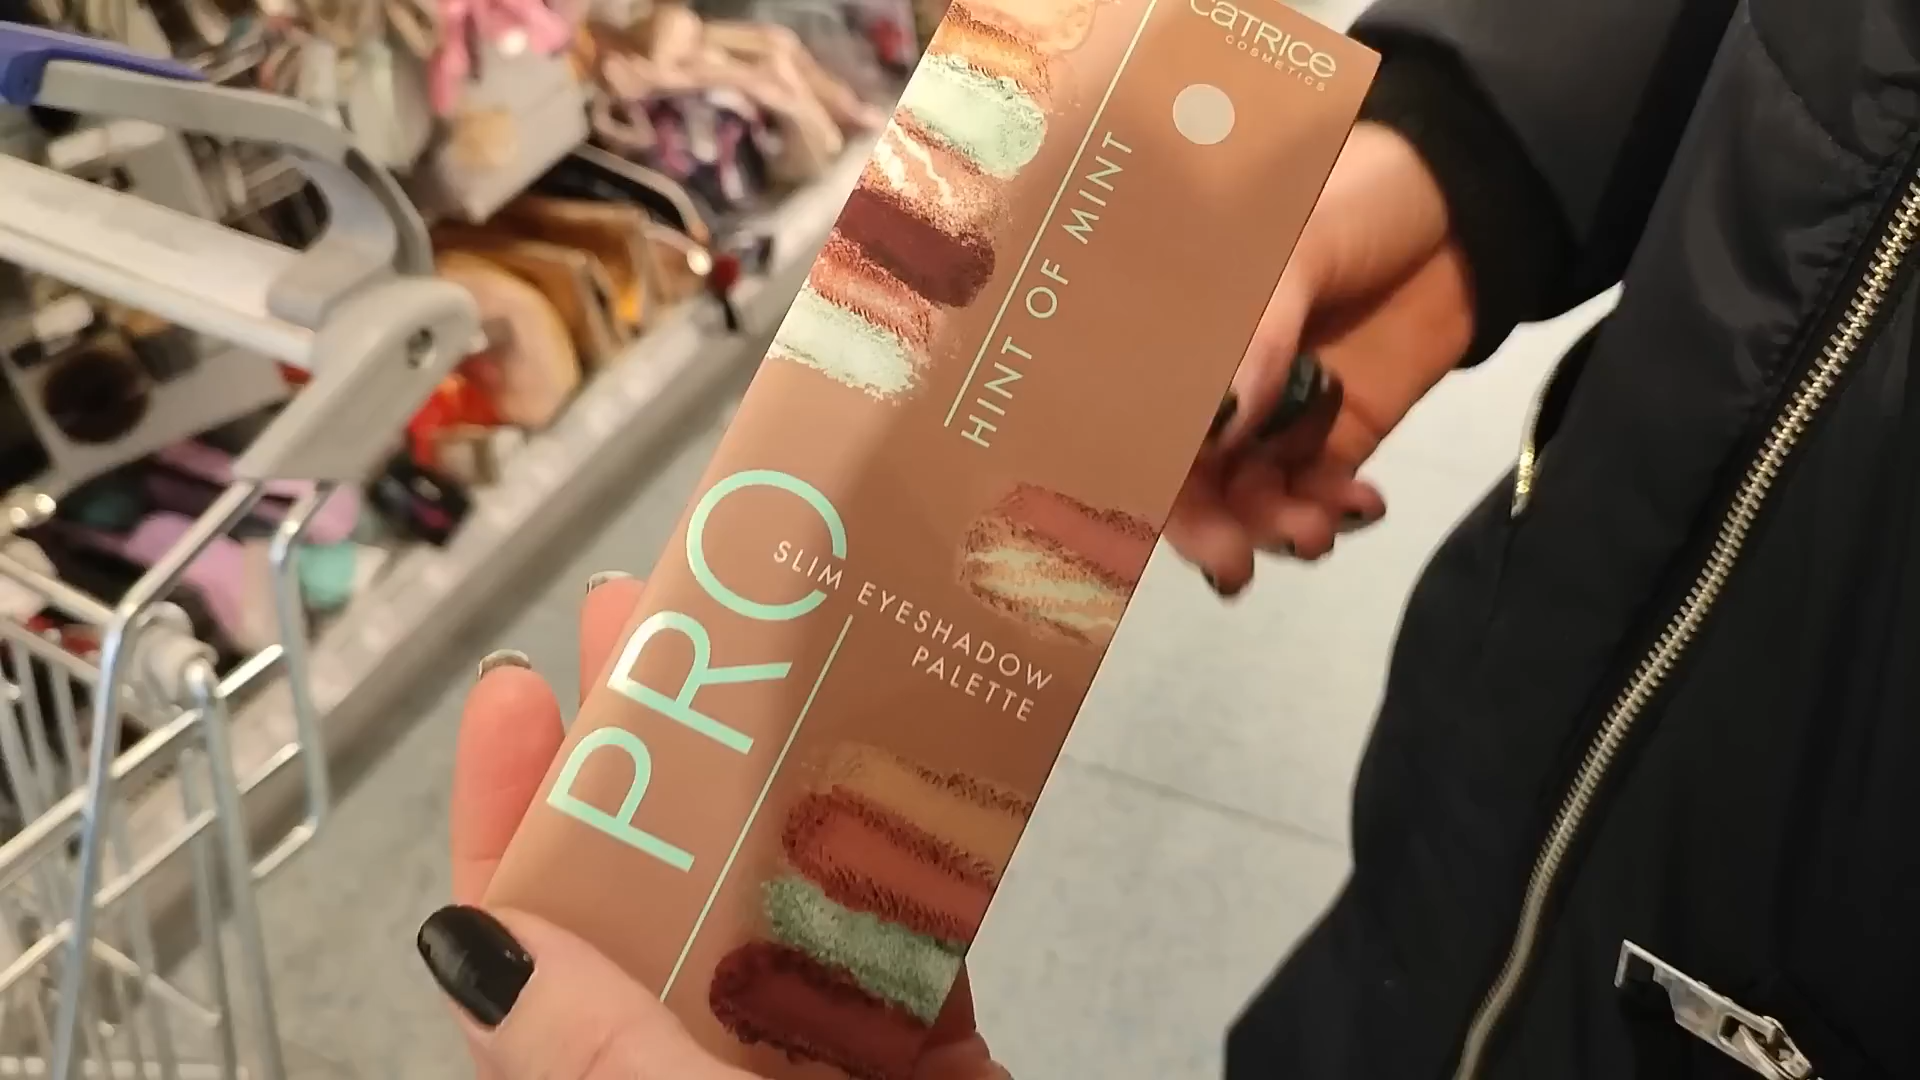 CATRICE
COSMETICS
HINT OF MINT
PRO
SLIM EYESHADOW
PALETTE